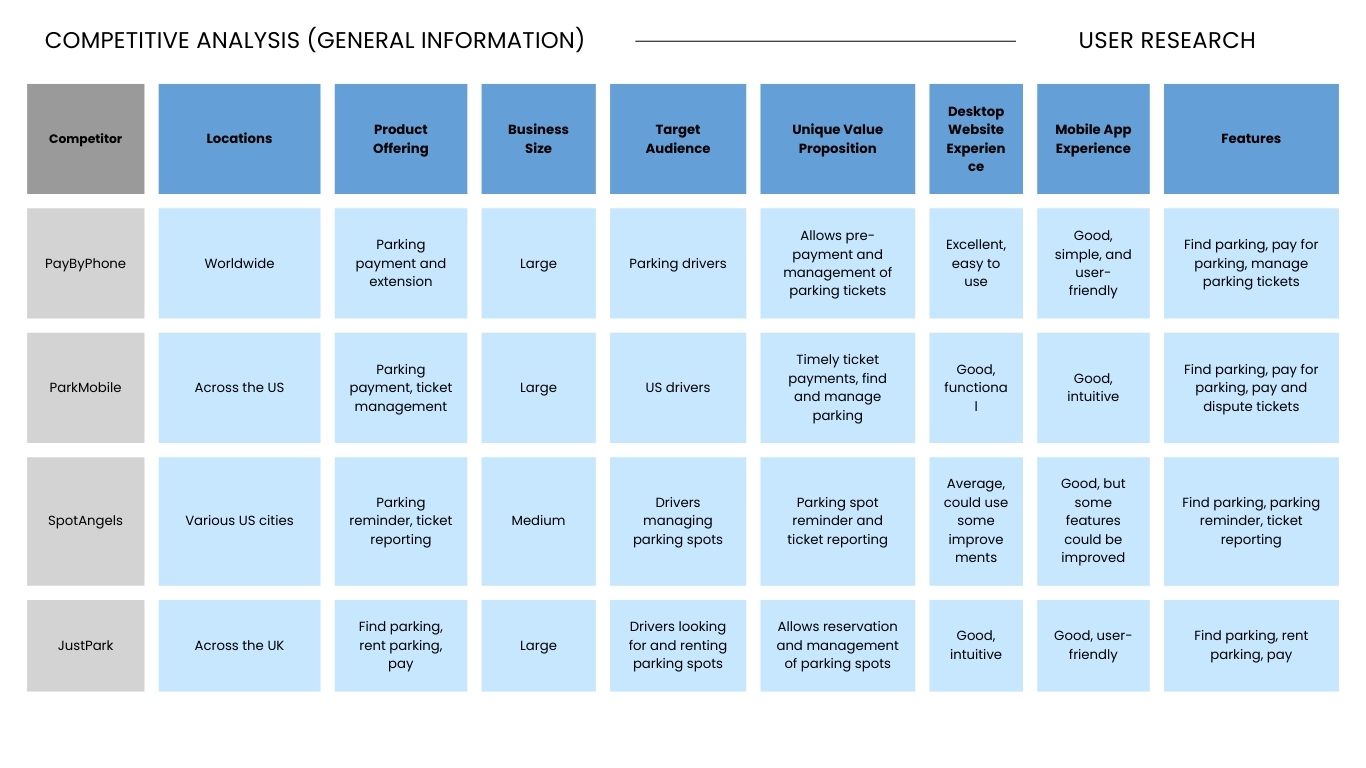 COMPETITIVE ANALYSIS (GENERAL INFORMATION)
USER RESEARCH
Competitor
Locations
Product
Offering
Business
Size
Target
Audience
Unique Value
Proposition
Desktop
Website
Experien
ce
Mobile App
Experience
Features
PayByPhone
Worldwide
Parking
payment and
extension
Large
Parking drivers
Allows pre-
payment and
management of
parking tickets
Excellent,
easy to
use
Good,
simple, and
user-
friendly
Find parking, pay for
parking, manage
parking tickets
ParkMobile
Across the US
Parking
payment, ticket
management
Large
US drivers
Timely ticket
payments, find
and manage
parking
Good,
functiona
l
Good,
intuitive
Find parking, pay for
parking, pay and
dispute tickets
SpotAngels
Various US cities
Parking
reminder, ticket
reporting
Medium
Drivers
managing
parking spots
Parking spot
reminder and
ticket reporting
Average,
could use
some
improve
ments
Good, but
some
features
could be
improved
Find parking, parking
reminder, ticket
reporting
JustPark
Across the UK
Find parking,
rent parking,
pay
Large
Drivers looking
for and renting
parking spots
Allows reservation
and management
of parking spots
Good,
intuitive
Good, user-
friendly
Find parking, rent
parking, pay